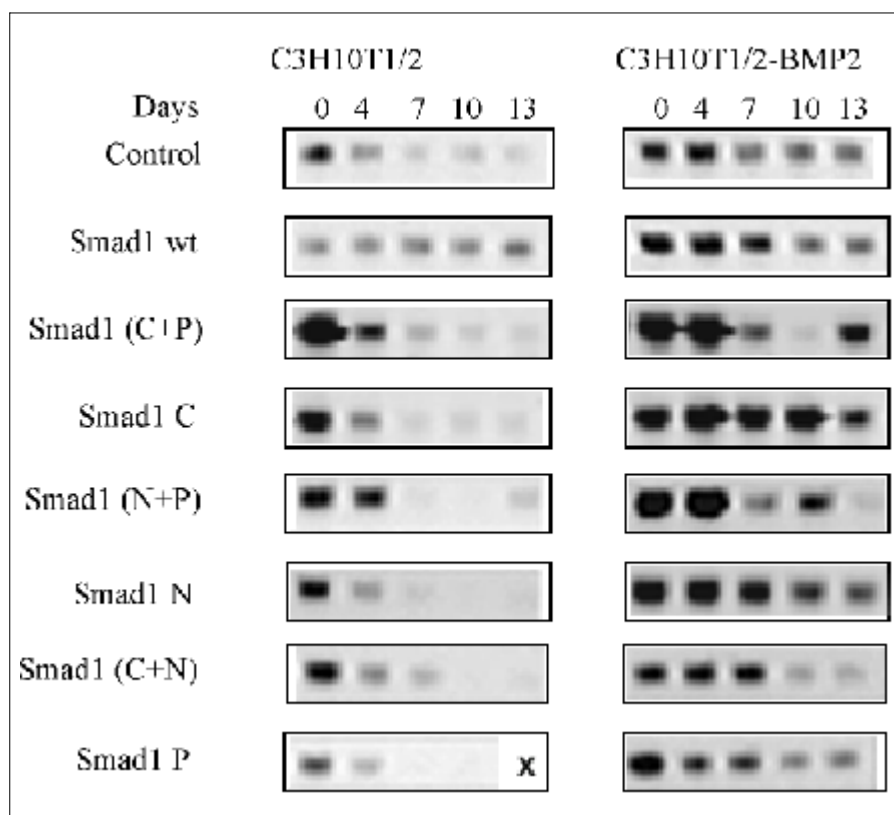 C3H10T1/2 C3H10T1/2-BMP2
Days 0 4 7 10 13 0 4 7 10 13
Control
Smad1 wt
Smad1 (C+P)
Smad1 C
Smad1 (N+P)
Smad1 N
Smad1 (C+N)
Smad1 P X